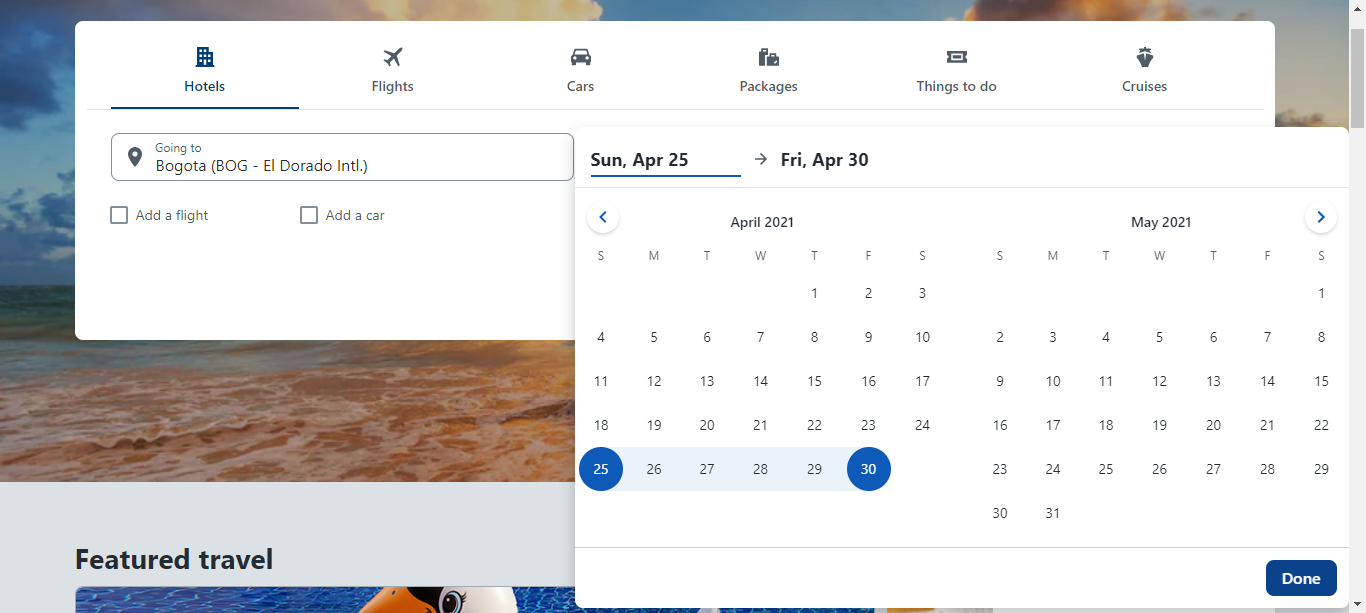 Hotels
Flights
Cars
Packages
Things to do
Cruises
Going to
Bogota (BOG - El Dorado Intl.)
Add a flight
Add a car
Sun, Apr 25
Fri, Apr 30
April 2021
S M T W T F S
1 2 3
4 5 6 7 8 9 10
11 12 13 14 15 16 17
18 19 20 21 22 23 24
25 26 27 28 29 30
May 2021
S M T W T F S
1
2 3 4 5 6 7 8
9 10 11 12 13 14 15
16 17 18 19 20 21 22
23 24 25 26 27 28 29
30 31
Done
Featured travel